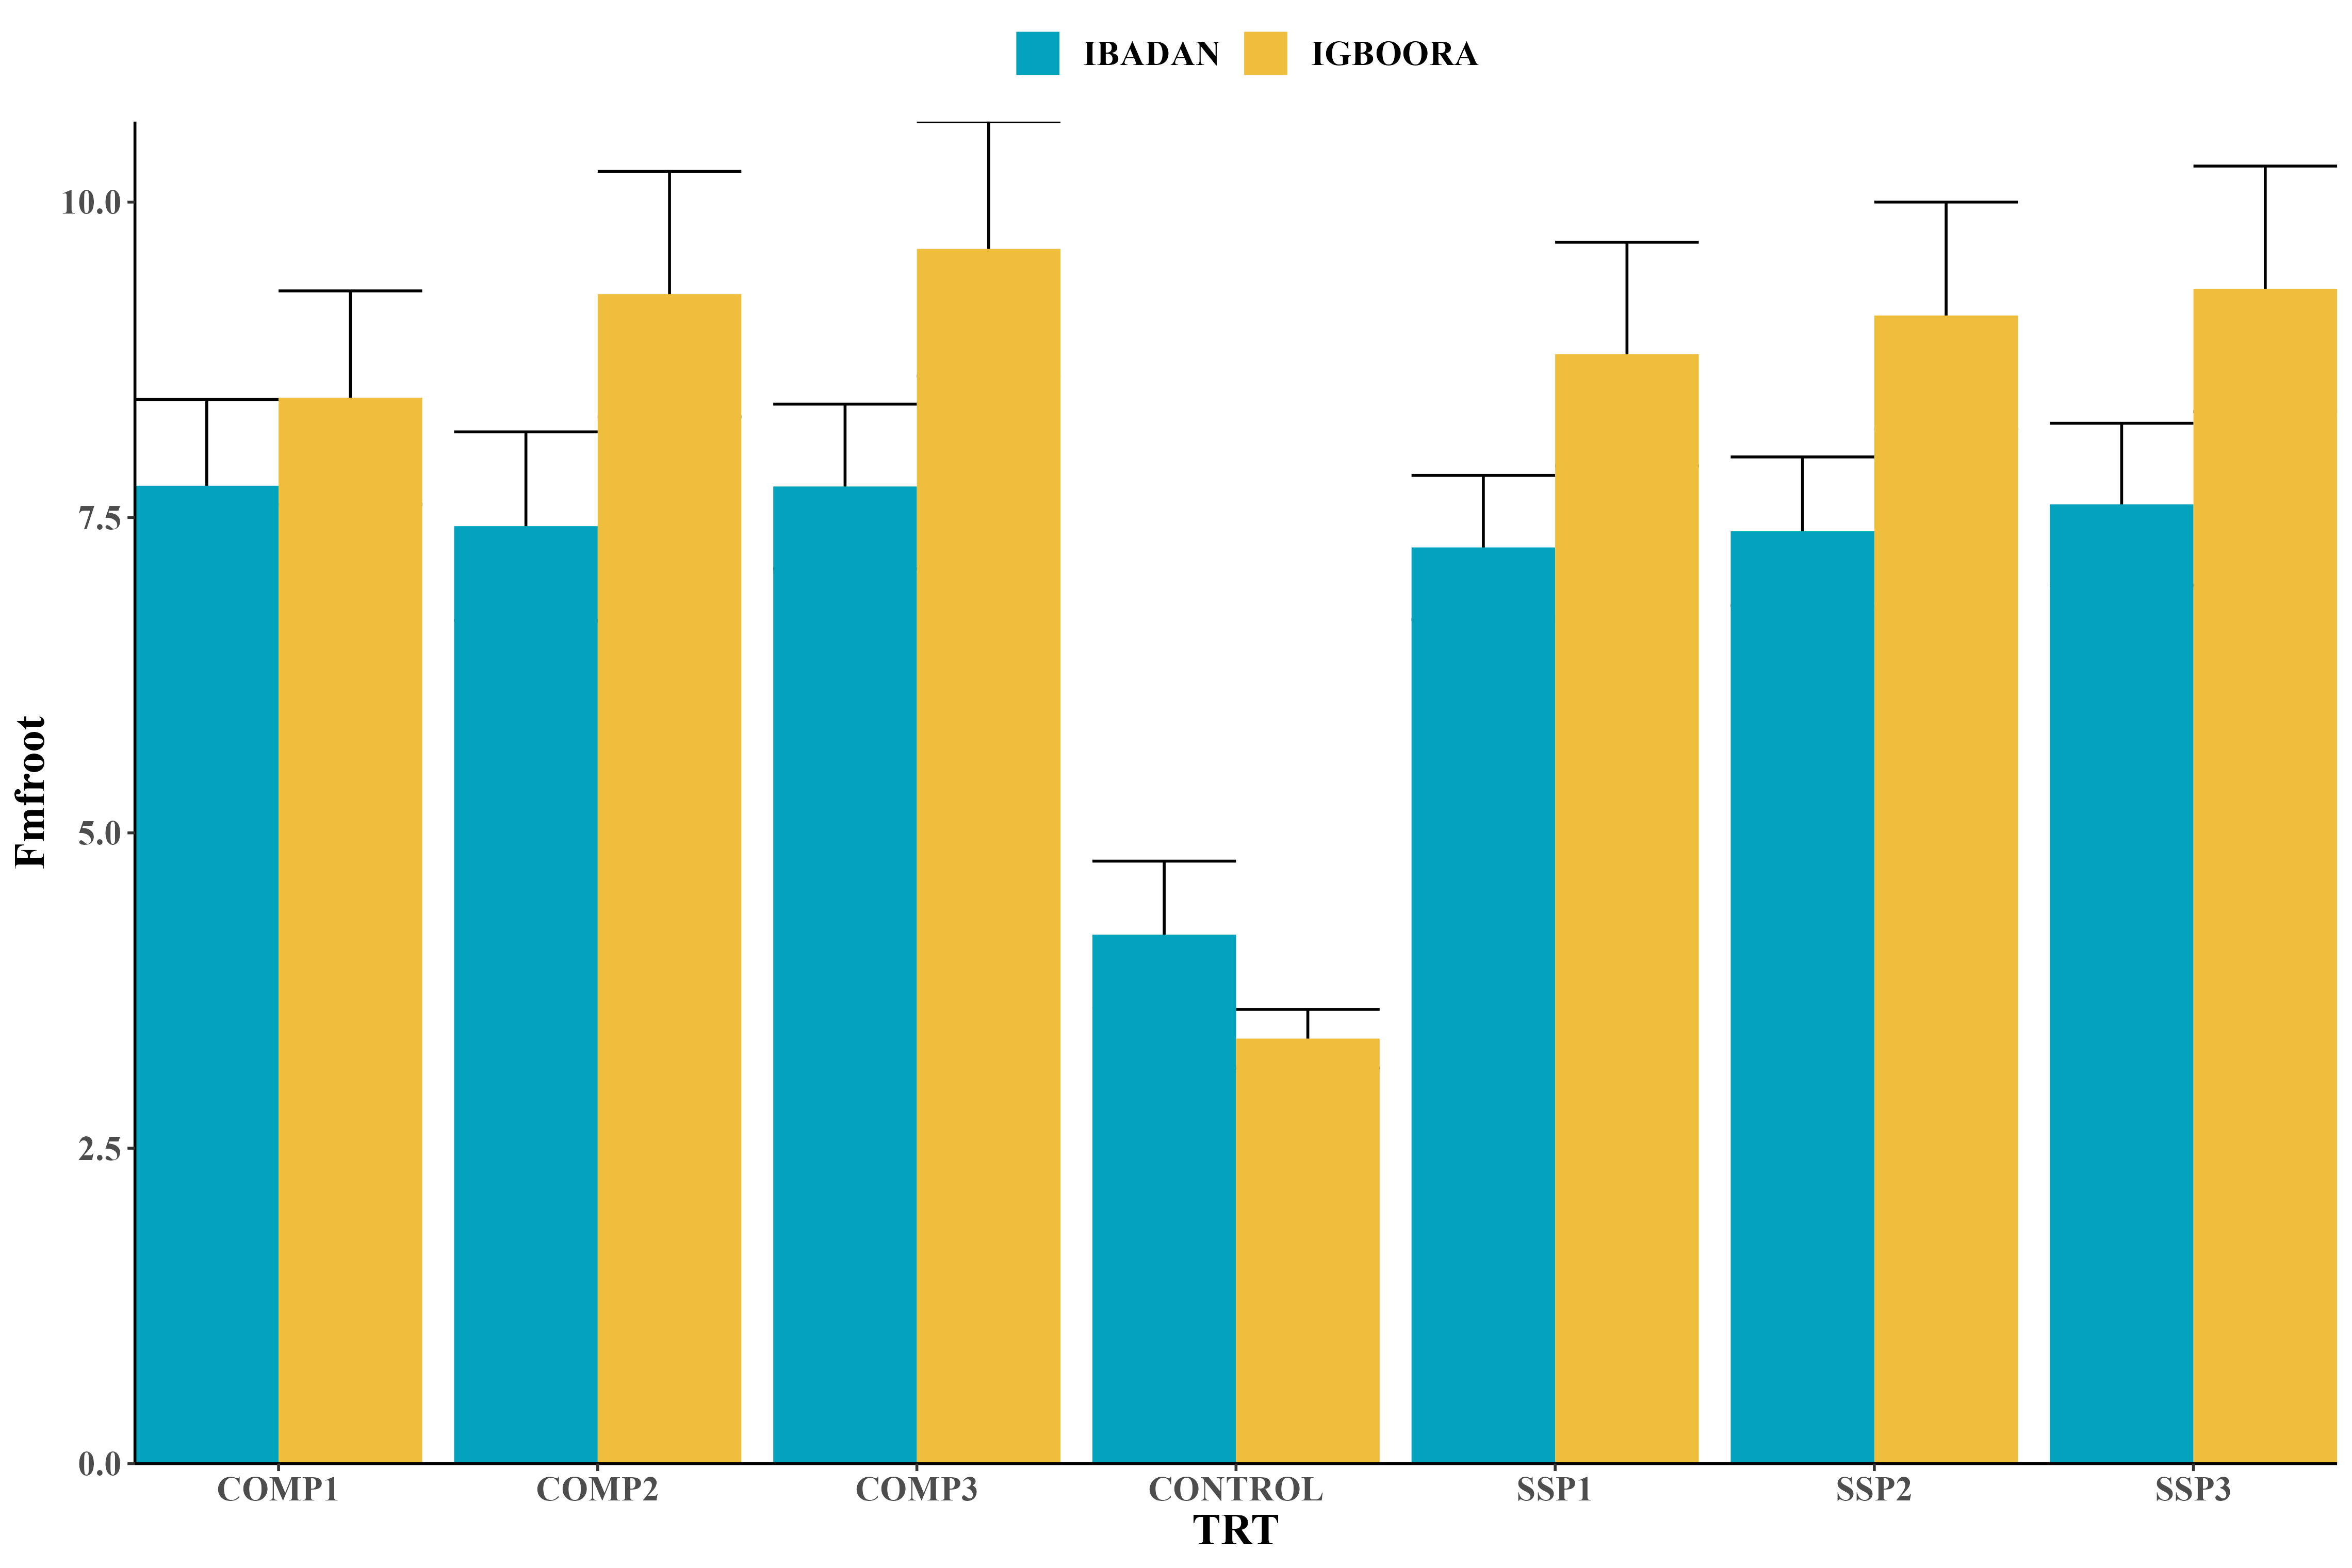 IBADAN IGBOORA
Fmfroot
10.0
7.5
5.0
2.5
0.0
COMP1 COMP2 COMP3 CONTROL SSP1 SSP2 SSP3
TRT